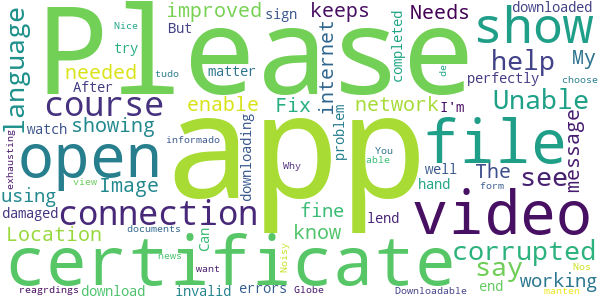 Please app
certificate
video
file
open
show
connection
course
corrupted
language
Unable
help
see
say
network
Location
working
message
internet
know
Image
showing
using
enable
fine
Fix.
needed
improved
keeps
Needs
The
My
downloaded
Nice
sign
But
try
tudo
matter
After
completed
perfectly
de
choose
I'm
watch
informado
downloading
problem
You
able
Why
well
hand
exhausting
view
damaged
documents
Can
lend
form
news
want
Noisy
errors
end
download
invalid
reagrdings
Globe
Downloadable
Nos
manten